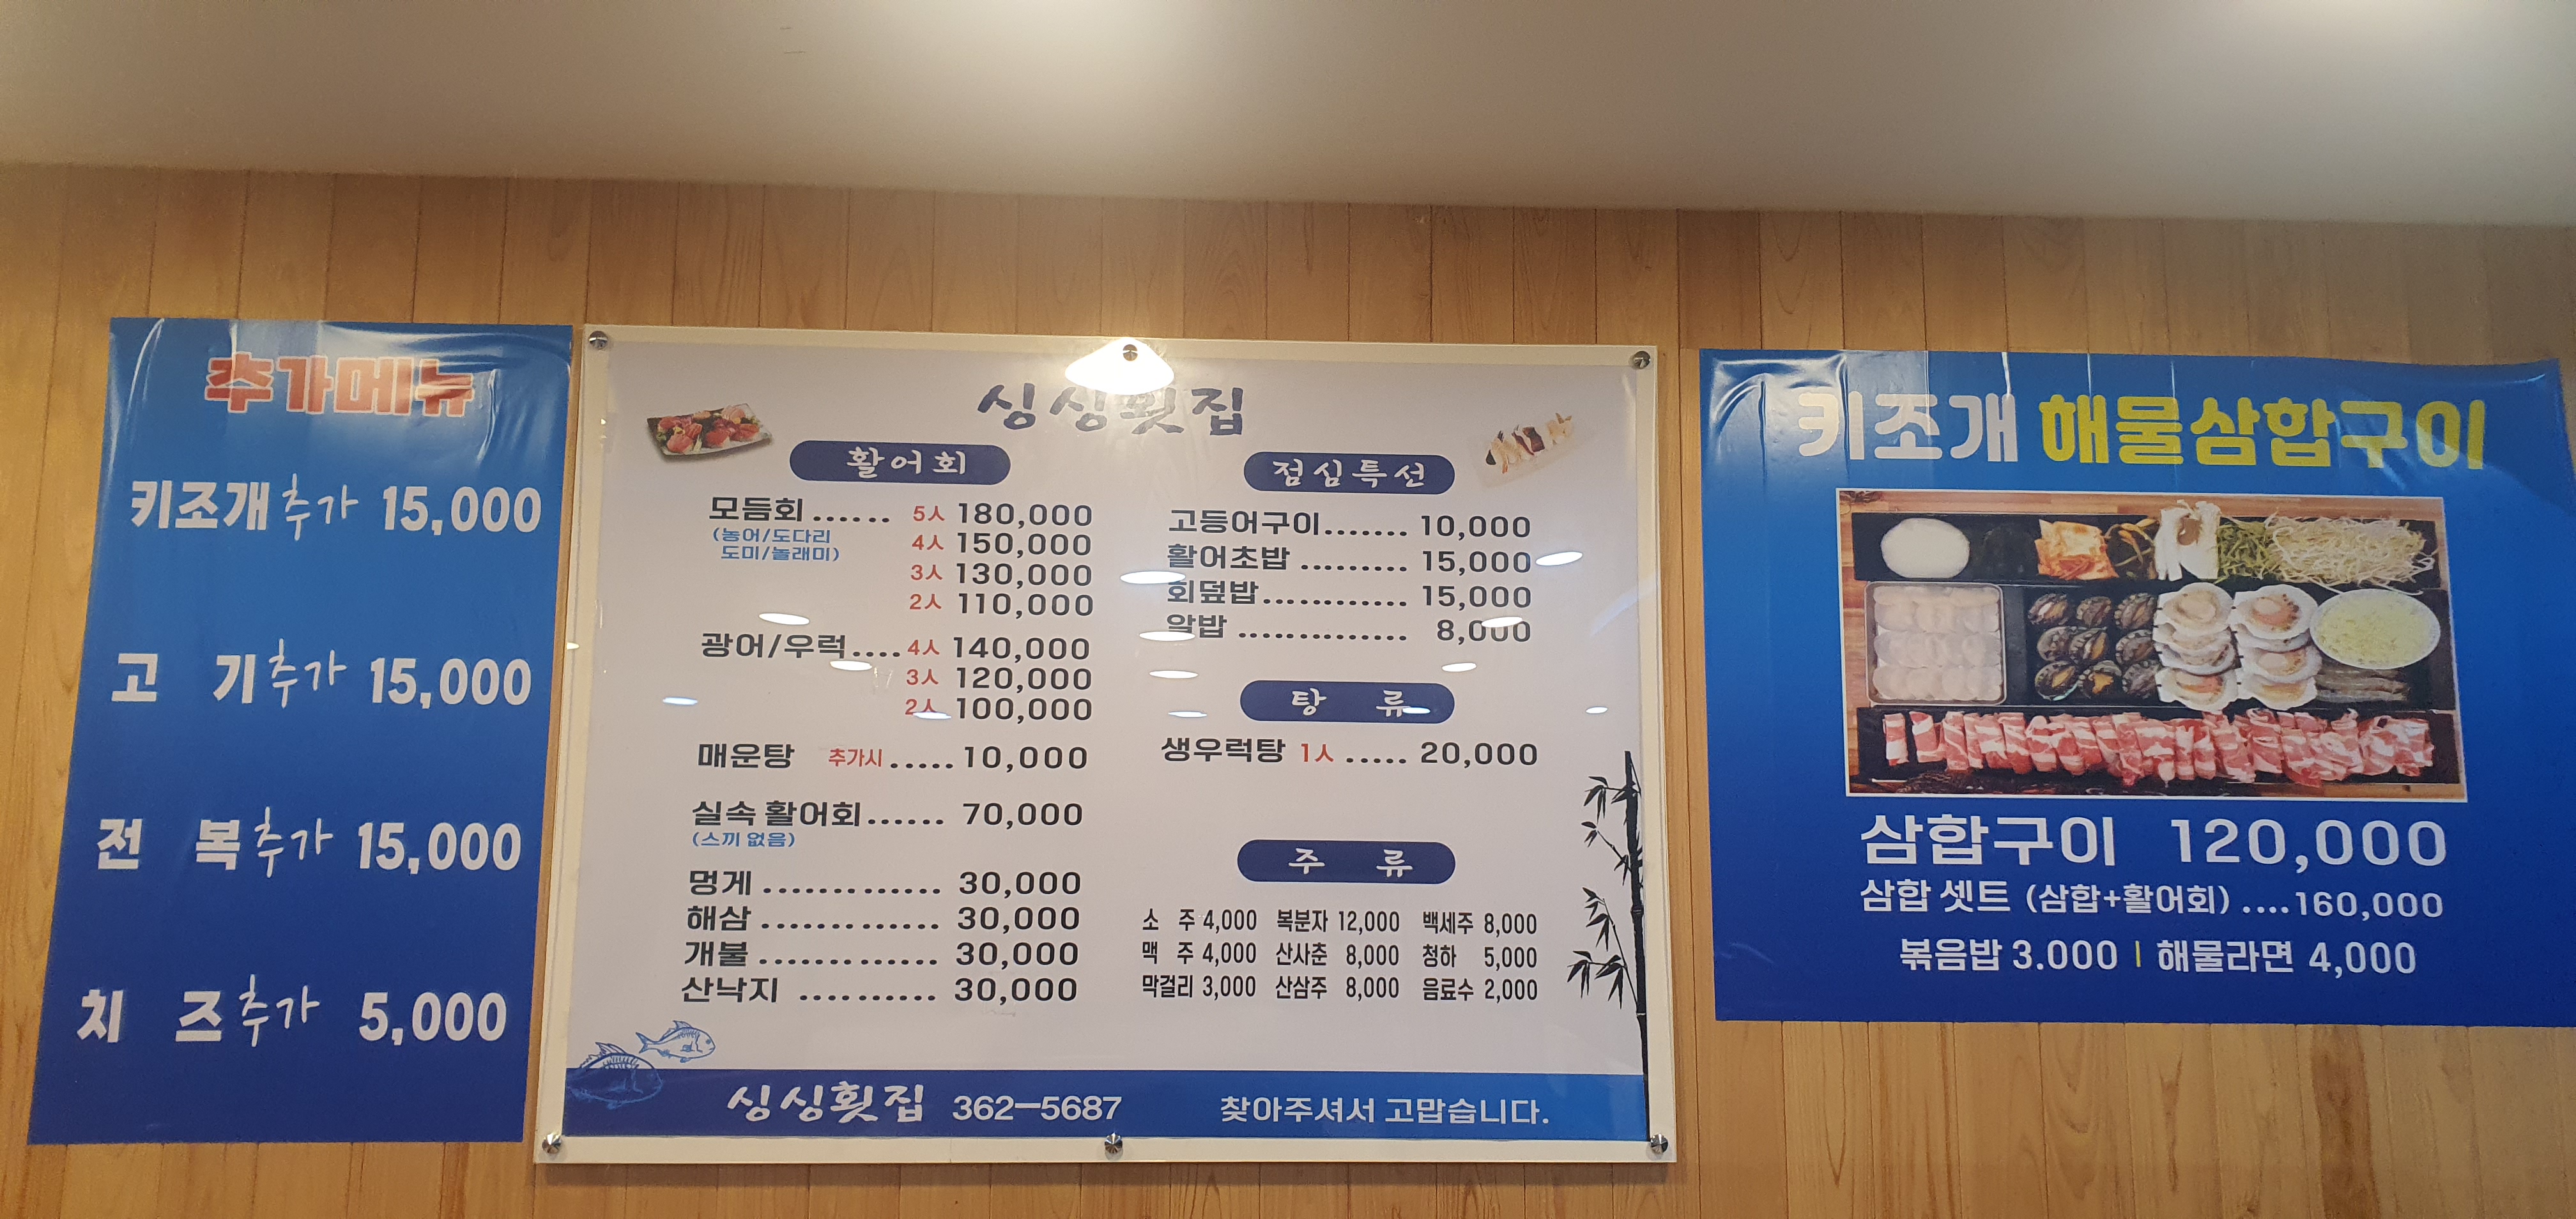 추가메뉴
키조개추가 15,000
고 기추가 15,000
전 복추가 15,000
치 즈추가 5,000
싱싱횟집
활어회
모듬회...... 5人 180,000
(농어/도다리 4人 150,000
도미/놀래미)
3人 130,000
2人 110,000
광어/우럭.... 4人 140,000
3人 120,000
2人 100,000
매운탕 추가시..... 10,000
실속 활어회...... 70,000
(스끼 없음)
멍게 ............. 30,000
해삼 ............. 30,000
개불 ............. 30,000
산낙지 .......... 30,000
점심특선
고등어구이....... 10,000
활어초밥 ......... 15,000
회덮밥............ 15,000
알밥 .............. 8,000
탕 류
생우럭탕 1人 ..... 20,000
주 류
소 주 4,000 복분자 12,000 백세주 8,000
맥 주 4,000 산사춘 8,000 청하 5,000
막걸리 3,000 산삼주 8,000 음료수 2,000
싱싱횟집 362-5687 찾아주셔서 고맙습니다.
키조개 해물삼합구이
삼합구이 120,000
삼합 셋트 (삼합+활어회) ....160,000
볶음밥 3.000 | 해물라면 4,000